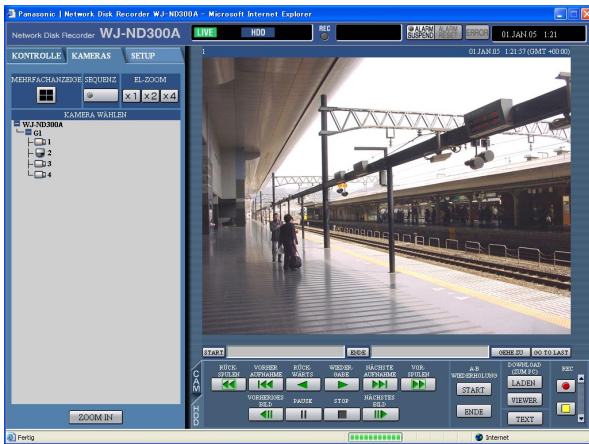 Panasonic | Network Disk Recorder WJ-ND300A - Microsoft Internet Explorer
Network Disk Recorder WJ-ND300A
LIVE
HDD
REC
ALARM SUSPEND
ALARM RESET
ERROR
01.JAN.05 1:21
KONTROLLE
KAMERAS
SETUP
1
01.JAN.05 1:21:57 (GMT +00:00)
MEHRFACHANZEIGE
SEQUENZ
EL-ZOOM
x1
x2
x4
KAMERA WÄHLEN
WJ-ND300A
G1
1
2
3
4
ZOOM IN
START
ENDE
GEHE ZU
GO TO LAST
CAM
HDD
RÜCK-
SPULEN
VORHER
AUFNAHME
RÜCK-
WÄRTS
WIEDER-
GABE
NÄCHSTE
AUFNAHME
VOR-
SPULEN
VORHERIGES
BILD
PAUSE
STOP
NÄCHSTES
BILD
A-B
WIEDERHOLUNG
START
ENDE
DOWNLOAD
(ZUM PC)
LADEN
VIEWER
TEXT
REC
Fertig
Internet